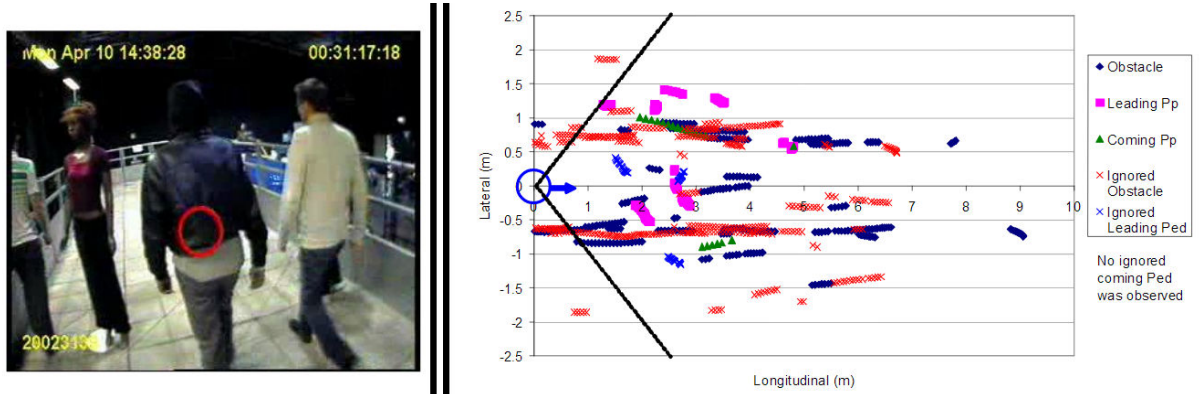 Mon Apr 10 14:38:28 00:31:17:18
Lateral (m)
2.5
2
1.5
1
0.5
0
-0.5
-1
-1.5
-2
-2.5
0 1 2 3 4 5 6 7 8 9 10
Longitudinal (m)
Obstacle
Leading Pp
Coming Pp
Ignored
Obstacle
Ignored
Leading Ped
No ignored
coming Ped
was observed